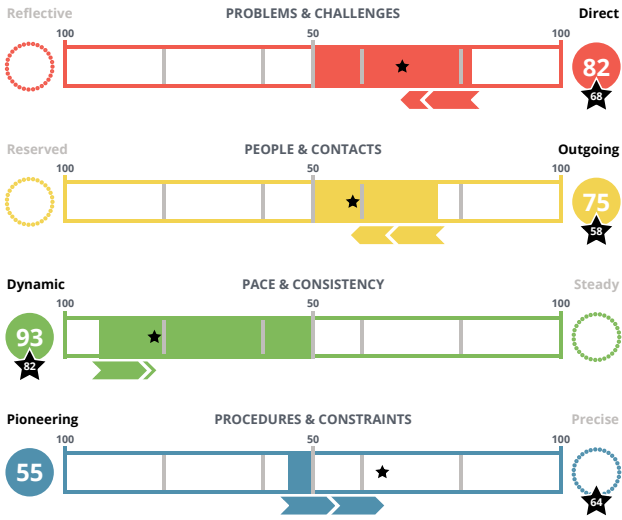 Reflective PROBLEMS & CHALLENGES Direct
100 50 100
82
68
Reserved PEOPLE & CONTACTS Outgoing
100 50 100
75
58
Dynamic PACE & CONSISTENCY Steady
100 50 100
93
82
Pioneering PROCEDURES & CONSTRAINTS Precise
100 50 100
55
64